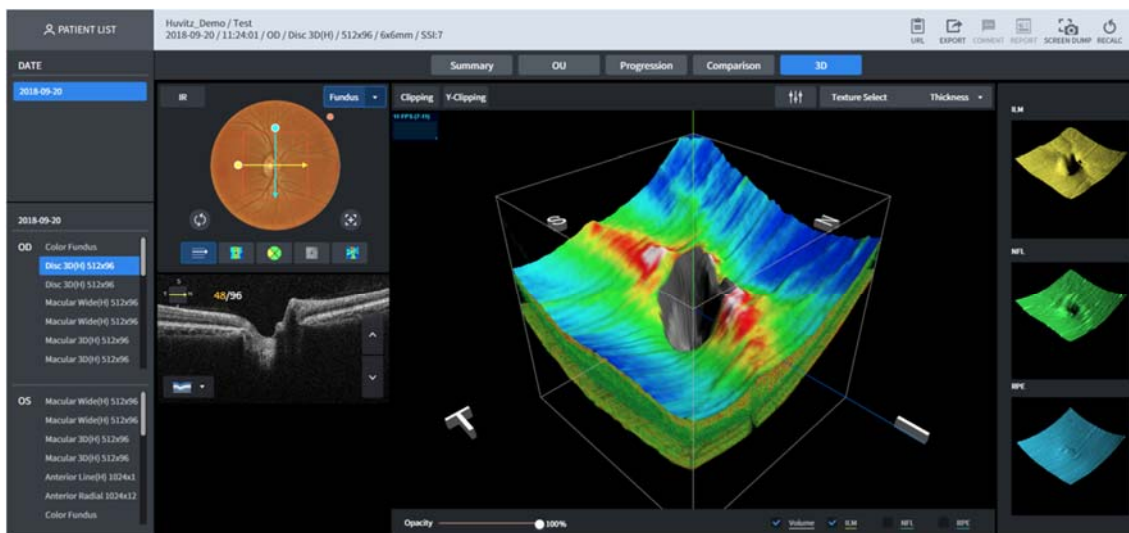 PATIENT LIST
Huvitz_Demo / Test
2018-09-20 / 11:24:01 / OD / Disc 3D(H) / 512x96 / 6x6mm / SSI:7
URL EXPORT COMMENT REPORT SCREEN DUMP RECALC
DATE
2018-09-20
Summary OU Progression Comparison 3D
IR Fundus
Clipping Y-Clipping Texture Select Thickness
2018-09-20
OD Color Fundus
Disc 3D(H) 512x96
Disc 3D(H) 512x96
Macular Wide(H) 512x96
Macular Wide(H) 512x96
Macular 3D(H) 512x96
Macular 3D(H) 512x96
OS Macular Wide(H) 512x96
Macular Wide(H) 512x96
Macular 3D(H) 512x96
Macular 3D(H) 512x96
Anterior Line(H) 1024x1
Anterior Radial 1024x12
Color Fundus
48/96
S N
T I
ILM
NFL
RPE
Opacity 100%
Volume ILM NFL RPE